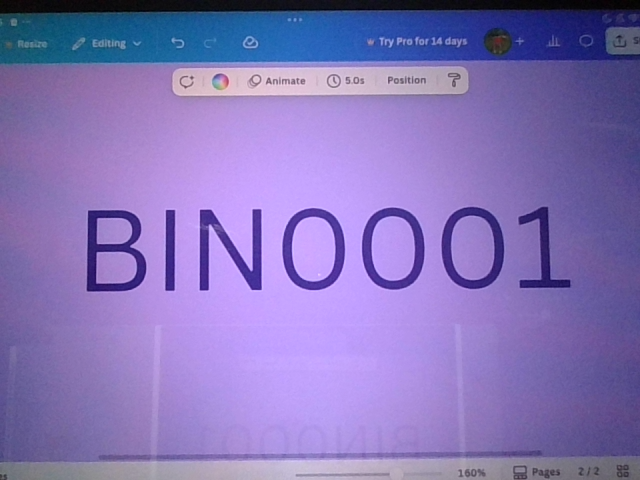 Resize
Editing
Try Pro for 14 days
Animate
5.0s
Position
BIN0001
160%
Pages
2 / 2